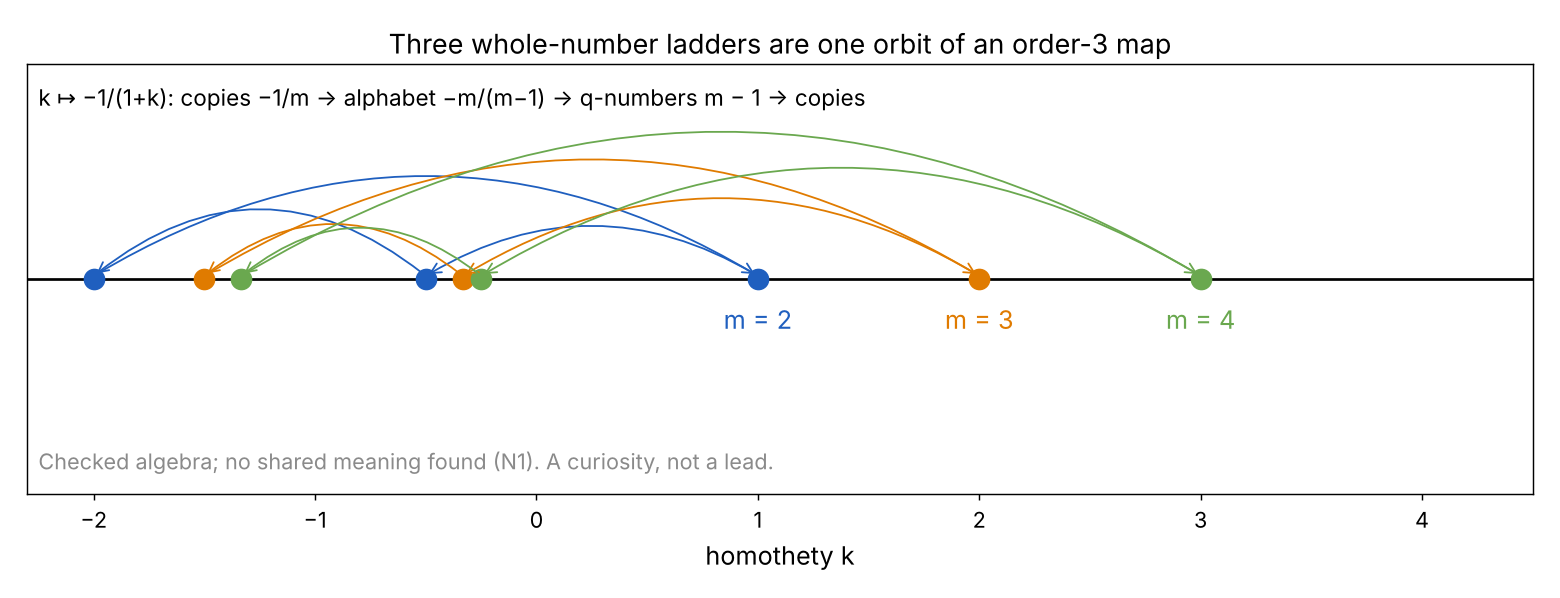 Three whole-number ladders are one orbit of an order-3 map
k ↦ −1/(1+k): copies −1/m → alphabet −m/(m−1) → q-numbers m − 1 → copies
m = 2
m = 3
m = 4
Checked algebra; no shared meaning found (N1). A curiosity, not a lead.
−2
−1
0
1
2
3
4
homothety k